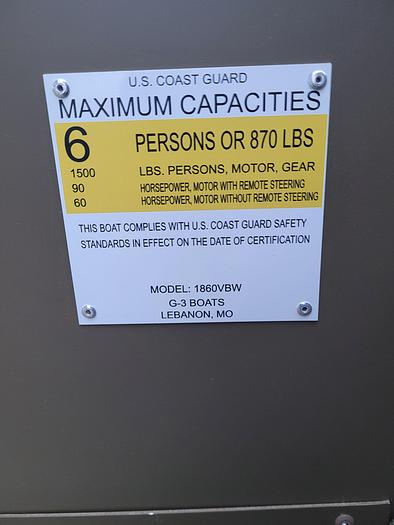 U.S. COAST GUARD
MAXIMUM CAPACITIES
6 PERSONS OR 870 LBS
1500 LBS. PERSONS, MOTOR, GEAR
90 HORSEPOWER, MOTOR WITH REMOTE STEERING
60 HORSEPOWER, MOTOR WITHOUT REMOTE STEERING
THIS BOAT COMPLIES WITH U.S. COAST GUARD SAFETY
STANDARDS IN EFFECT ON THE DATE OF CERTIFICATION
MODEL: 1860VBW
G-3 BOATS
LEBANON, MO